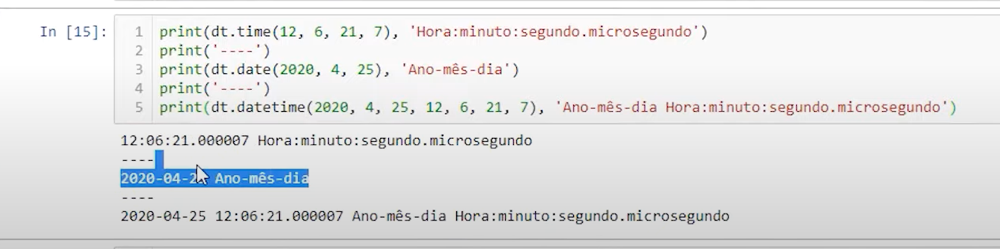 In [15]:
1 print(dt.time(12, 6, 21, 7), 'Hora:minuto:segundo.microsegundo')
2 print('----')
3 print(dt.date(2020, 4, 25), 'Ano-mês-dia')
4 print('----')
5 print(dt.datetime(2020, 4, 25, 12, 6, 21, 7), 'Ano-mês-dia Hora:minuto:segundo.microsegundo')
12:06:21.000007 Hora:minuto:segundo.microsegundo
----
2020-04-25 Ano-mês-dia
----
2020-04-25 12:06:21.000007 Ano-mês-dia Hora:minuto:segundo.microsegundo